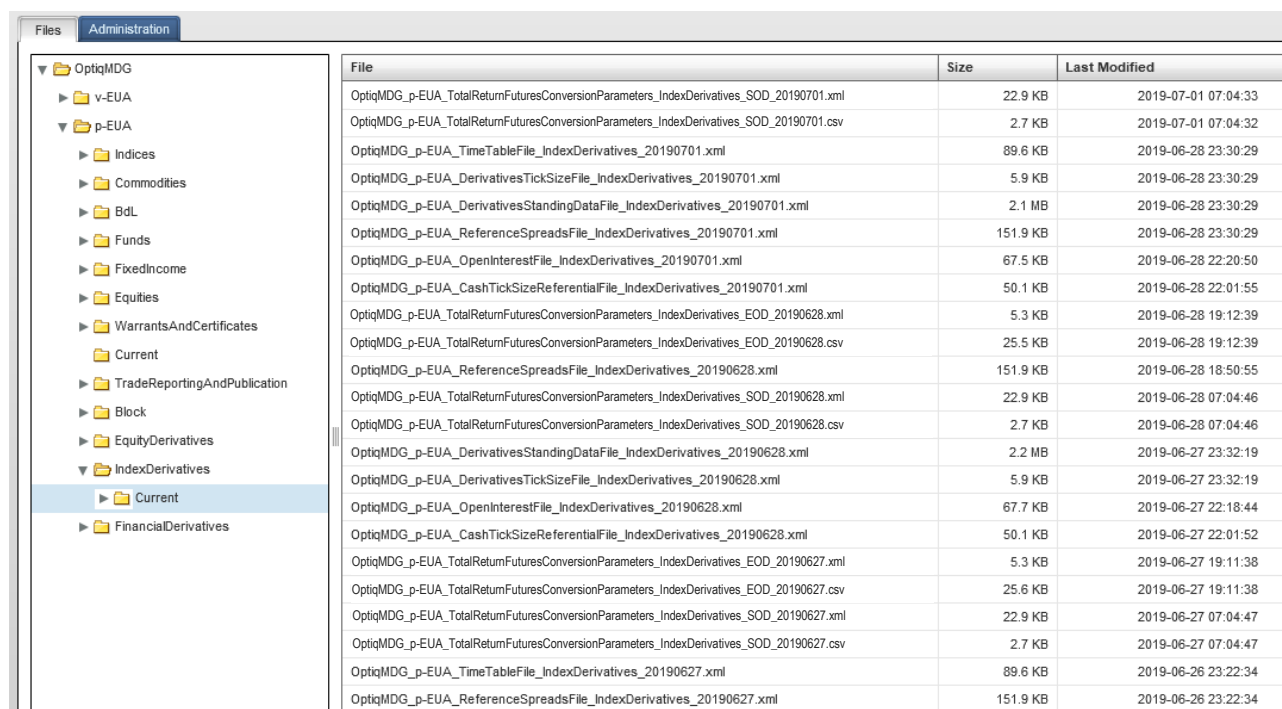 Files Administration
OptiqMDG
v-EUA
p-EUA
Indices
Commodities
BdL
Funds
FixedIncome
Equities
WarrantsAndCertificates
Current
TradeReportingAndPublication
Block
EquityDerivatives
IndexDerivatives
Current
FinancialDerivatives
File Size Last Modified
OptiqMDG_p-EUA_TotalReturnFuturesConversionParameters_IndexDerivatives_SOD_20190701.xml 22.9 KB 2019-07-01 07:04:33
OptiqMDG_p-EUA_TotalReturnFuturesConversionParameters_IndexDerivatives_SOD_20190701.csv 2.7 KB 2019-07-01 07:04:32
OptiqMDG_p-EUA_TimeTableFile_IndexDerivatives_20190701.xml 89.6 KB 2019-06-28 23:30:29
OptiqMDG_p-EUA_DerivativesTickSizeFile_IndexDerivatives_20190701.xml 5.9 KB 2019-06-28 23:30:29
OptiqMDG_p-EUA_DerivativesStandingDataFile_IndexDerivatives_20190701.xml 2.1 MB 2019-06-28 23:30:29
OptiqMDG_p-EUA_ReferenceSpreadsFile_IndexDerivatives_20190701.xml 151.9 KB 2019-06-28 23:30:29
OptiqMDG_p-EUA_OpenInterestFile_IndexDerivatives_20190701.xml 67.5 KB 2019-06-28 22:20:50
OptiqMDG_p-EUA_CashTickSizeReferentialFile_IndexDerivatives_20190701.xml 50.1 KB 2019-06-28 22:01:55
OptiqMDG_p-EUA_TotalReturnFuturesConversionParameters_IndexDerivatives_EOD_20190628.xml 5.3 KB 2019-06-28 19:12:39
OptiqMDG_p-EUA_TotalReturnFuturesConversionParameters_IndexDerivatives_EOD_20190628.csv 25.5 KB 2019-06-28 19:12:39
OptiqMDG_p-EUA_ReferenceSpreadsFile_IndexDerivatives_20190628.xml 151.9 KB 2019-06-28 18:50:55
OptiqMDG_p-EUA_TotalReturnFuturesConversionParameters_IndexDerivatives_SOD_20190628.xml 22.9 KB 2019-06-28 07:04:46
OptiqMDG_p-EUA_TotalReturnFuturesConversionParameters_IndexDerivatives_SOD_20190628.csv 2.7 KB 2019-06-28 07:04:46
OptiqMDG_p-EUA_DerivativesStandingDataFile_IndexDerivatives_20190628.xml 2.2 MB 2019-06-27 23:32:19
OptiqMDG_p-EUA_DerivativesTickSizeFile_IndexDerivatives_20190628.xml 5.9 KB 2019-06-27 23:32:19
OptiqMDG_p-EUA_OpenInterestFile_IndexDerivatives_20190628.xml 67.7 KB 2019-06-27 22:18:44
OptiqMDG_p-EUA_CashTickSizeReferentialFile_IndexDerivatives_20190628.xml 50.1 KB 2019-06-27 22:01:52
OptiqMDG_p-EUA_TotalReturnFuturesConversionParameters_IndexDerivatives_EOD_20190627.xml 5.3 KB 2019-06-27 19:11:38
OptiqMDG_p-EUA_TotalReturnFuturesConversionParameters_IndexDerivatives_EOD_20190627.csv 25.6 KB 2019-06-27 19:11:38
OptiqMDG_p-EUA_TotalReturnFuturesConversionParameters_IndexDerivatives_SOD_20190627.xml 22.9 KB 2019-06-27 07:04:47
OptiqMDG_p-EUA_TotalReturnFuturesConversionParameters_IndexDerivatives_SOD_20190627.csv 2.7 KB 2019-06-27 07:04:47
OptiqMDG_p-EUA_TimeTableFile_IndexDerivatives_20190627.xml 89.6 KB 2019-06-26 23:22:34
OptiqMDG_p-EUA_ReferenceSpreadsFile_IndexDerivatives_20190627.xml 151.9 KB 2019-06-26 23:22:34